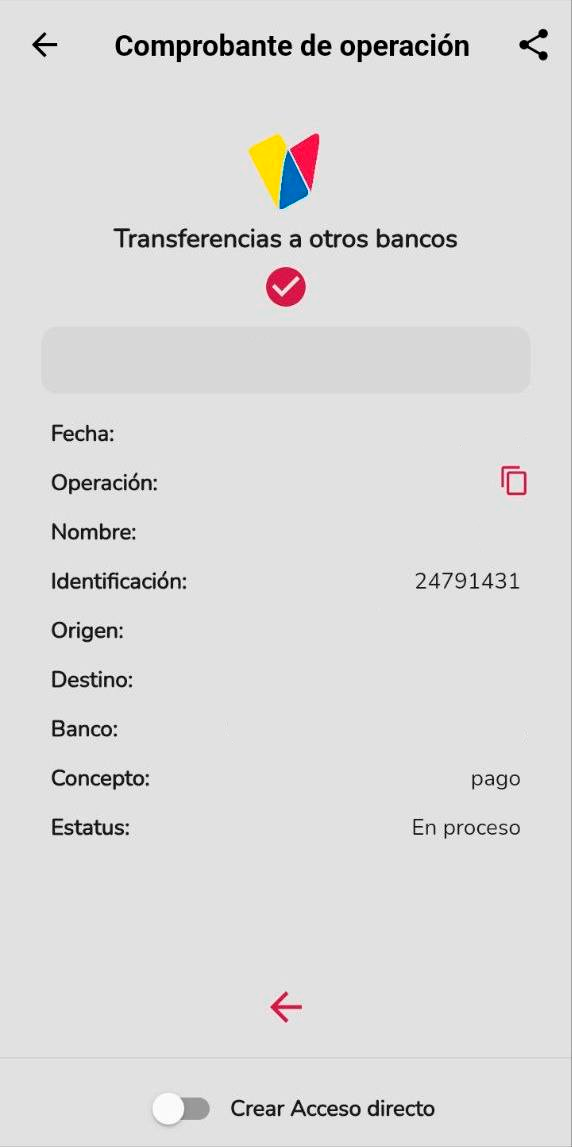 Comprobante de operación
Transferencias a otros bancos
Fecha:
Operación:
Nombre:
Identificación: 24791431
Origen:
Destino:
Banco:
Concepto: pago
Estatus: En proceso
Crear Acceso directo